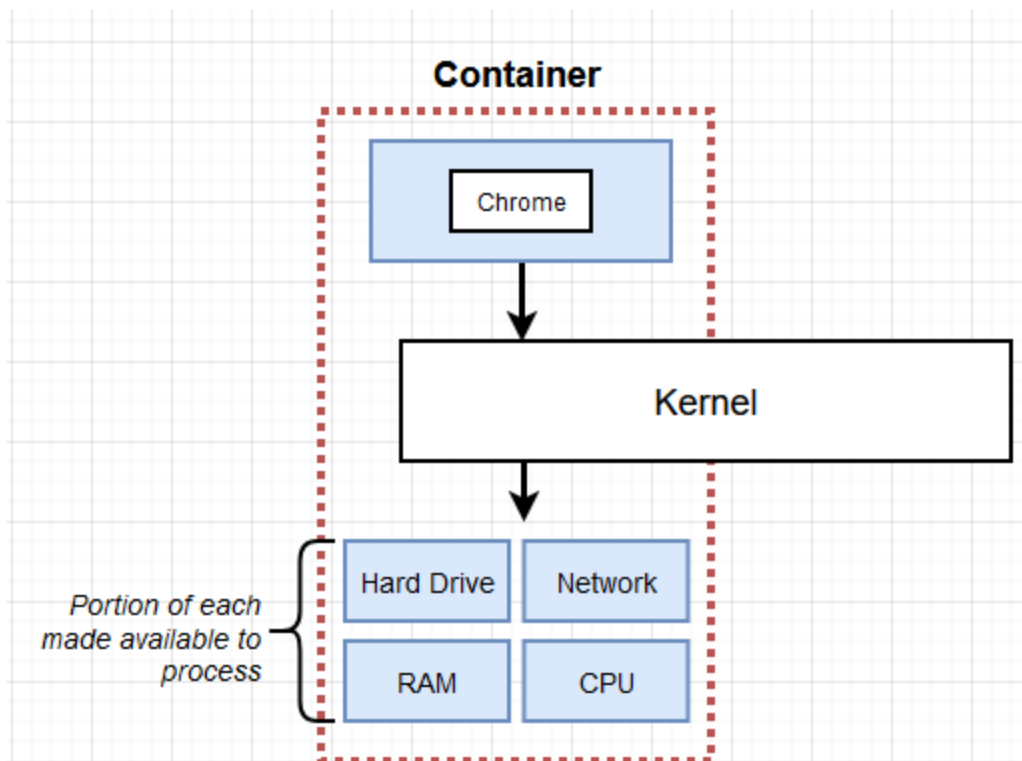 Container
Chrome
Kernel
Hard Drive
Network
Portion of each
made available to
process
RAM
CPU